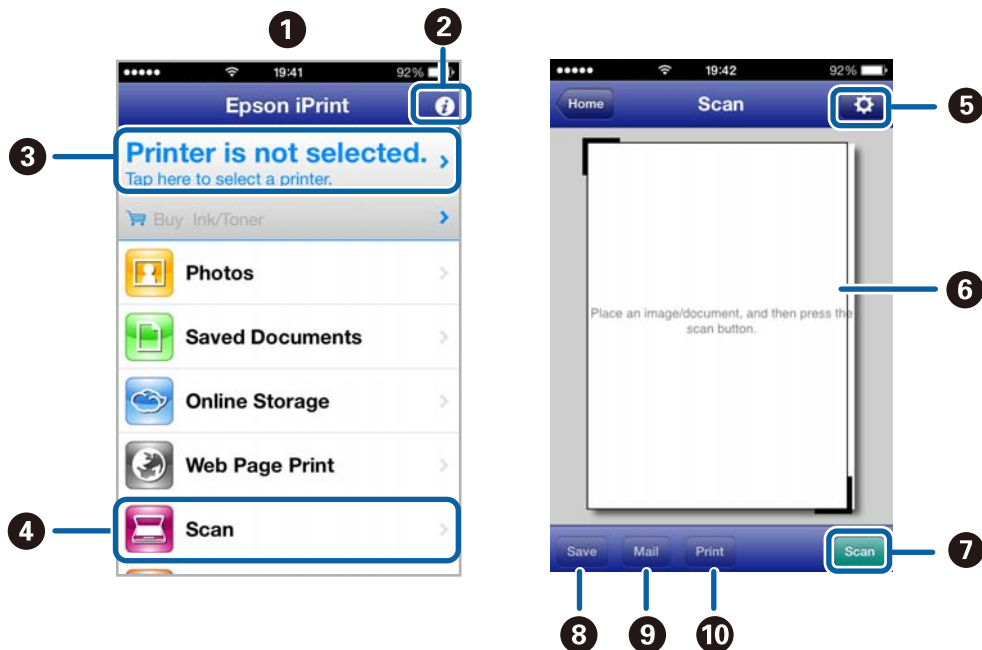 1
2
19:41
92%
Epson iPrint
i
3
Printer is not selected.
Tap here to select a printer.
Buy Ink/Toner
Photos
Saved Documents
Online Storage
Web Page Print
4
Scan
19:42
92%
Home
Scan
5
6
Place an image/document, and then press the
scan button.
Save
Mail
Print
Scan
7
8
9
10